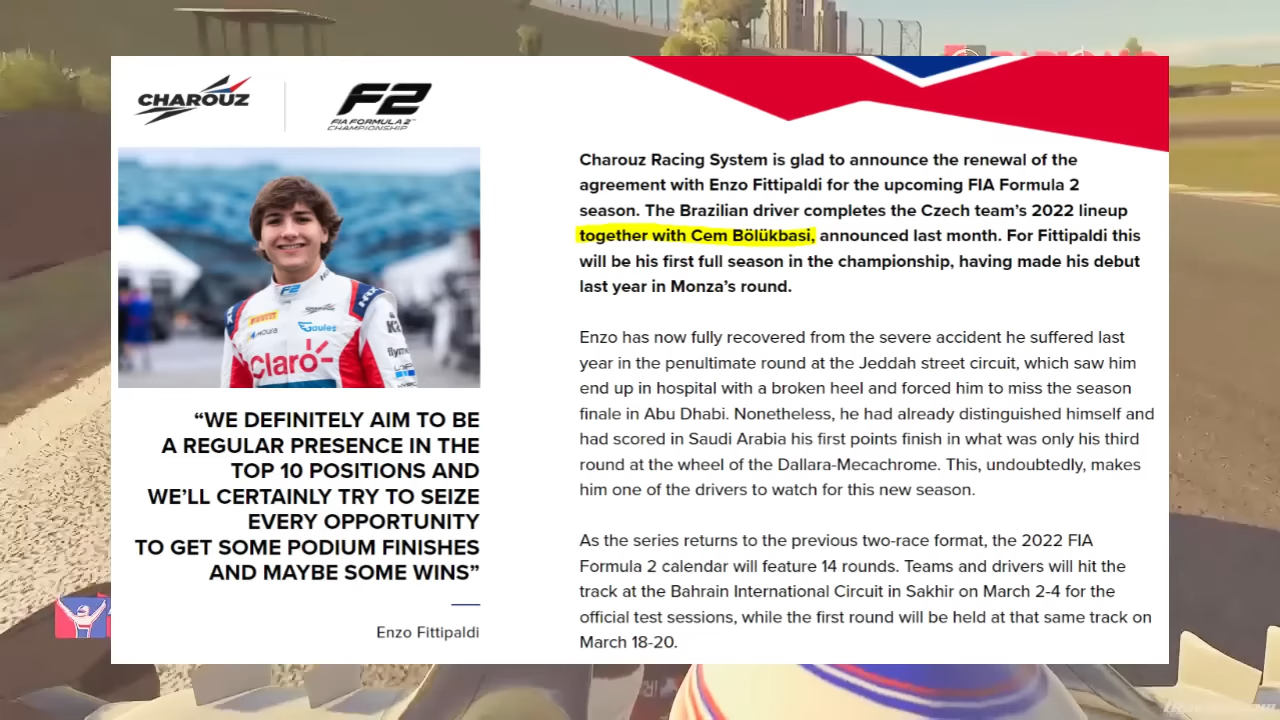 CHAROUZ
F2
FIA FORMULA 2™
CHAMPIONSHIP
F2
PIRELLI
Claro
“WE DEFINITELY AIM TO BE
A REGULAR PRESENCE IN THE
TOP 10 POSITIONS AND
WE’LL CERTAINLY TRY TO SEIZE
EVERY OPPORTUNITY
TO GET SOME PODIUM FINISHES
AND MAYBE SOME WINS”
Enzo Fittipaldi
Charouz Racing System is glad to announce the renewal of the
agreement with Enzo Fittipaldi for the upcoming FIA Formula 2
season. The Brazilian driver completes the Czech team’s 2022 lineup
together with Cem Bölükbasi, announced last month. For Fittipaldi this
will be his first full season in the championship, having made his debut
last year in Monza’s round.
Enzo has now fully recovered from the severe accident he suffered last
year in the penultimate round at the Jeddah street circuit, which saw him
end up in hospital with a broken heel and forced him to miss the season
finale in Abu Dhabi. Nonetheless, he had already distinguished himself and
had scored in Saudi Arabia his first points finish in what was only his third
round at the wheel of the Dallara-Mecachrome. This, undoubtedly, makes
him one of the drivers to watch for this new season.
As the series returns to the previous two-race format, the 2022 FIA
Formula 2 calendar will feature 14 rounds. Teams and drivers will hit the
track at the Bahrain International Circuit in Sakhir on March 2-4 for the
official test sessions, while the first round will be held at that same track on
March 18-20.